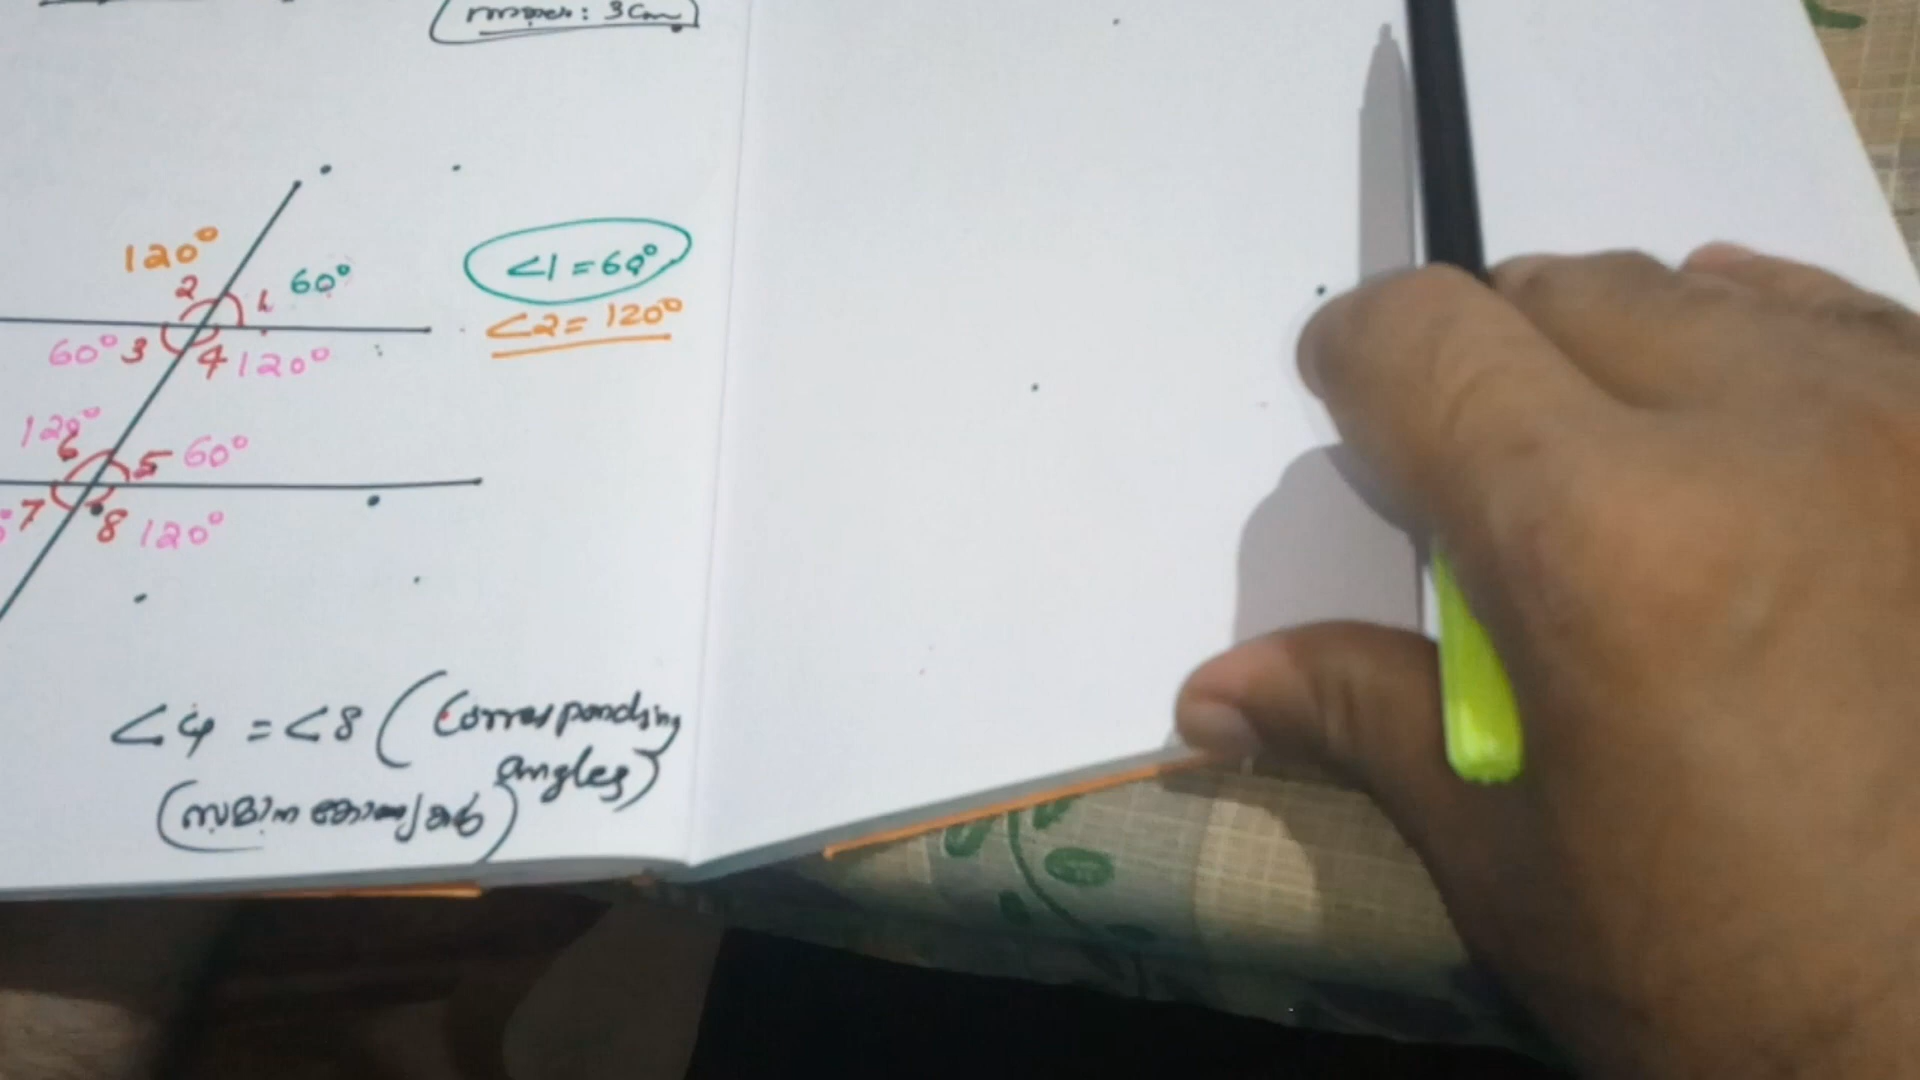 3cm
120°
2
1 60°
60° 3
4 120°
<1 = 60°
<2 = 120°
120°
6
5 60°
7
8 120°
<4 = <8 (Corresponding
angles)
(സമാന കോണുകൾ)